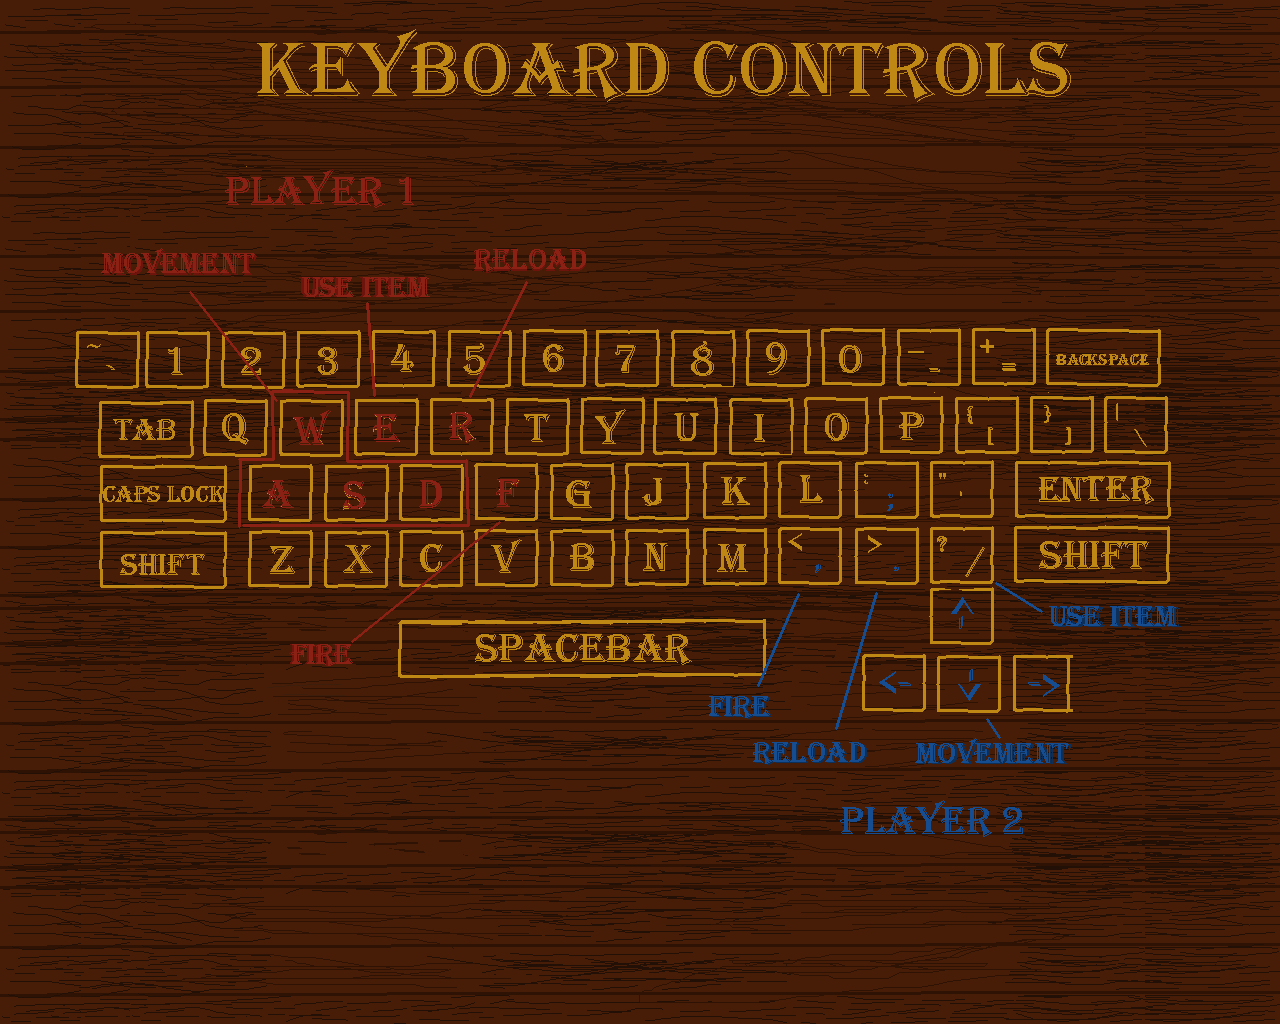 KEYBOARD CONTROLS
PLAYER 1
MOVEMENT
USE ITEM
RELOAD
~ ` 1 2 3 4 5 6 7 8 9 0 - - + = BACKSPACE
TAB Q W E R T Y U I O P { [ } ] | \
CAPS LOCK A S D F G J K L : ; " ' ENTER
SHIFT Z X C V B N M < , > . ? / SHIFT
^
FIRE
SPACEBAR
USE ITEM
<- ->
FIRE
RELOAD
MOVEMENT
PLAYER 2